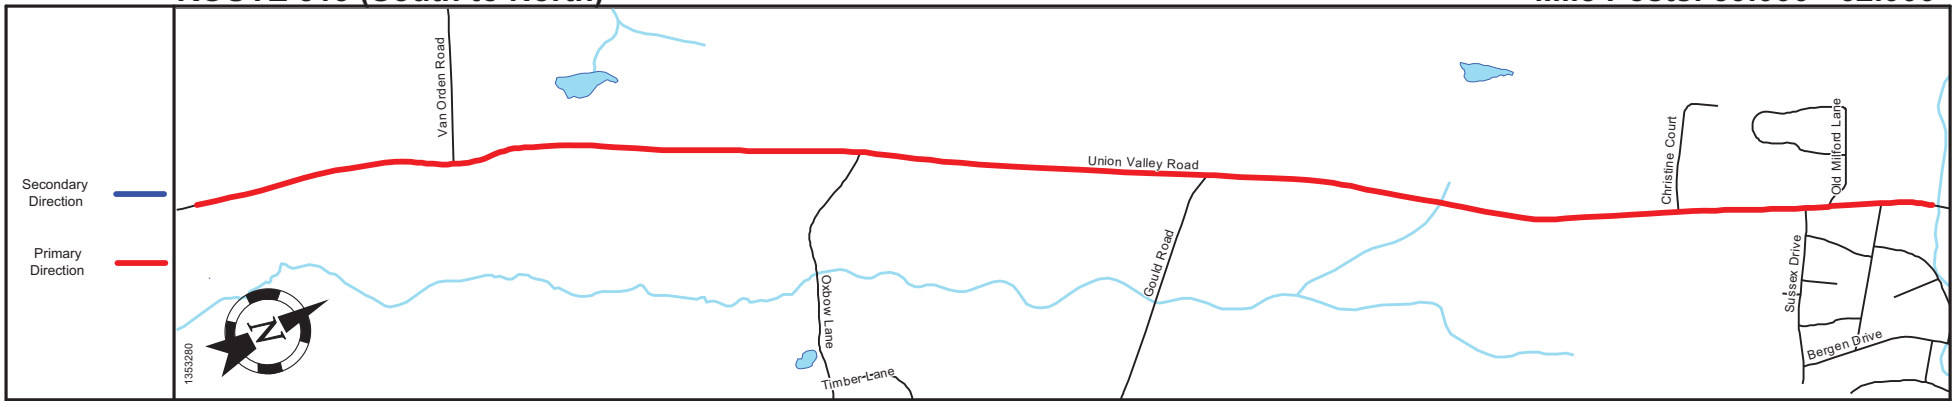 Van Orden Road
Union Valley Road
Christine Court
Old Milford Lane
Secondary
Direction
Primary
Direction
Oxbow Lane
Gould Road
Sussex Drive
Bergen Drive
Timber Lane
N
1353280